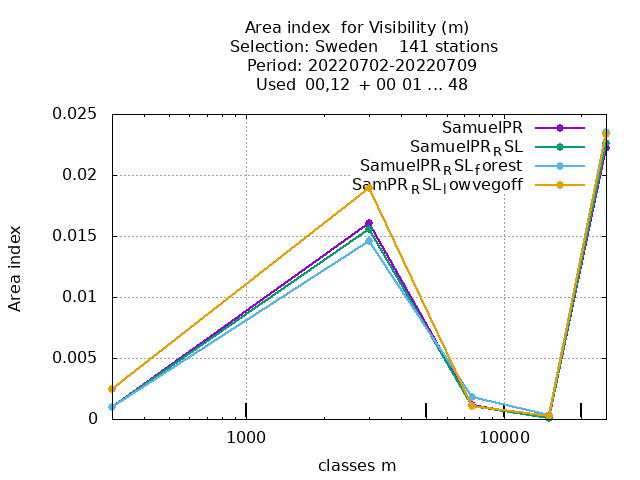 Area index  for Visibility (m)
Selection: Sweden    141 stations
Period: 20220702-20220709
Used  00,12  + 00 01 ... 48
0.025
0.02
0.015
0.01
0.005
0
Area index
SamuelPR
SamuelPR_RSL
SamuelPR_RSL_forest
SamPR_RSL_lowvegoff
1000
10000
classes m